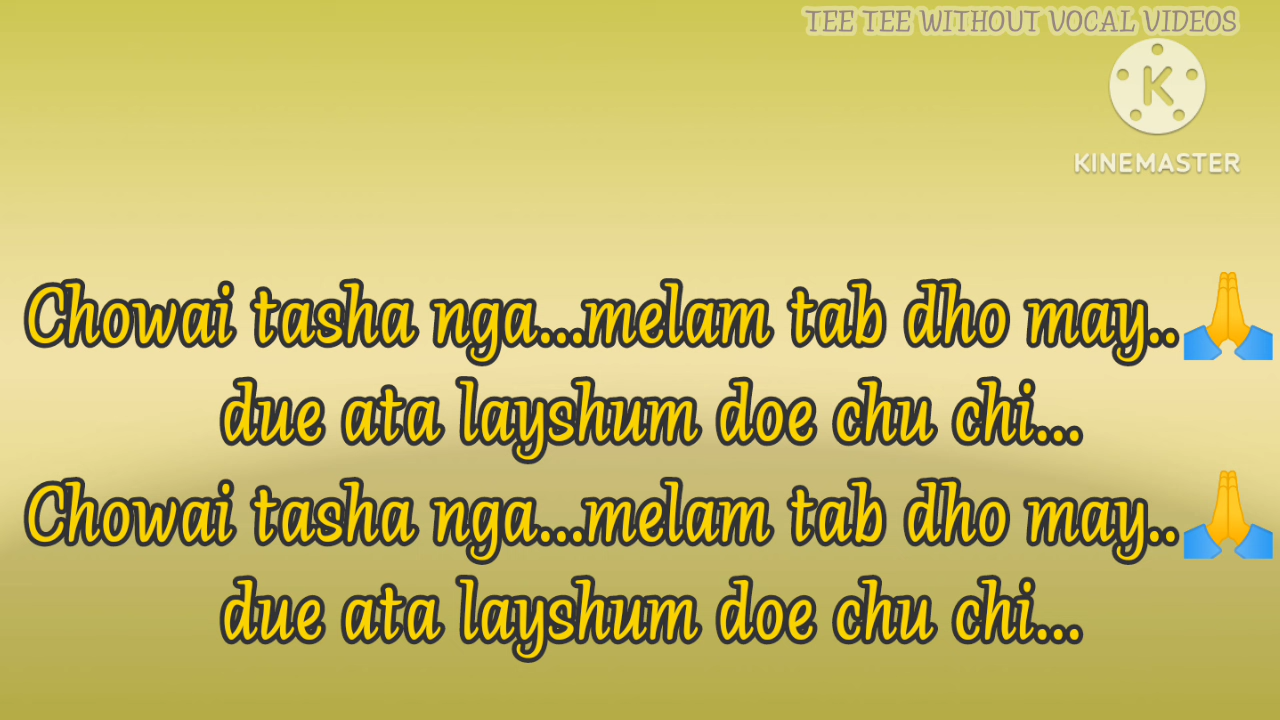 TEE TEE WITHOUT VOCAL VIDEOS
K
KINEMASTER
Chowai tasha nga...melam tab dho may..🙏
due ata layshum doe chu chi...
Chowai tasha nga...melam tab dho may..🙏
due ata layshum doe chu chi...